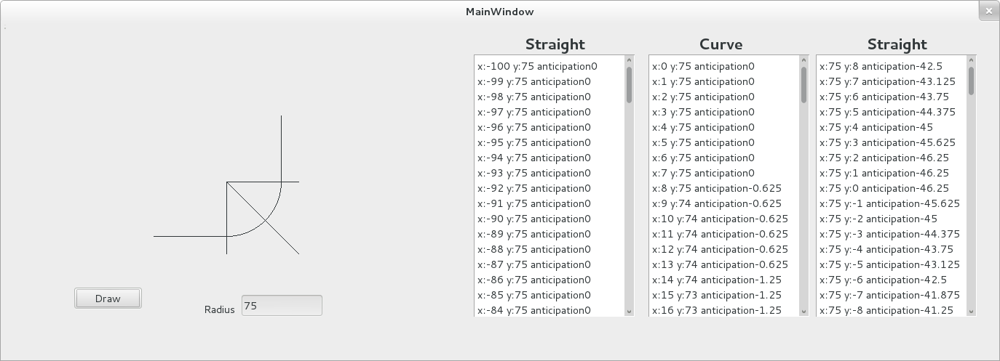 MainWindow
Straight
x:-100 y:75 anticipation0
x:-99 y:75 anticipation0
x:-98 y:75 anticipation0
x:-97 y:75 anticipation0
x:-96 y:75 anticipation0
x:-95 y:75 anticipation0
x:-94 y:75 anticipation0
x:-93 y:75 anticipation0
x:-92 y:75 anticipation0
x:-91 y:75 anticipation0
x:-90 y:75 anticipation0
x:-89 y:75 anticipation0
x:-88 y:75 anticipation0
x:-87 y:75 anticipation0
x:-86 y:75 anticipation0
x:-85 y:75 anticipation0
x:-84 y:75 anticipation0
Curve
x:0 y:75 anticipation0
x:1 y:75 anticipation0
x:2 y:75 anticipation0
x:3 y:75 anticipation0
x:4 y:75 anticipation0
x:5 y:75 anticipation0
x:6 y:75 anticipation0
x:7 y:75 anticipation0
x:8 y:75 anticipation-0.625
x:9 y:74 anticipation-0.625
x:10 y:74 anticipation-0.625
x:11 y:74 anticipation-0.625
x:12 y:74 anticipation-0.625
x:13 y:74 anticipation-0.625
x:14 y:74 anticipation-1.25
x:15 y:73 anticipation-1.25
x:16 y:73 anticipation-1.25
Straight
x:75 y:8 anticipation-42.5
x:75 y:7 anticipation-43.125
x:75 y:6 anticipation-43.75
x:75 y:5 anticipation-44.375
x:75 y:4 anticipation-45
x:75 y:3 anticipation-45.625
x:75 y:2 anticipation-46.25
x:75 y:1 anticipation-46.25
x:75 y:0 anticipation-46.25
x:75 y:-1 anticipation-45.625
x:75 y:-2 anticipation-45
x:75 y:-3 anticipation-44.375
x:75 y:-4 anticipation-43.75
x:75 y:-5 anticipation-43.125
x:75 y:-6 anticipation-42.5
x:75 y:-7 anticipation-41.875
x:75 y:-8 anticipation-41.25
Draw
Radius 75